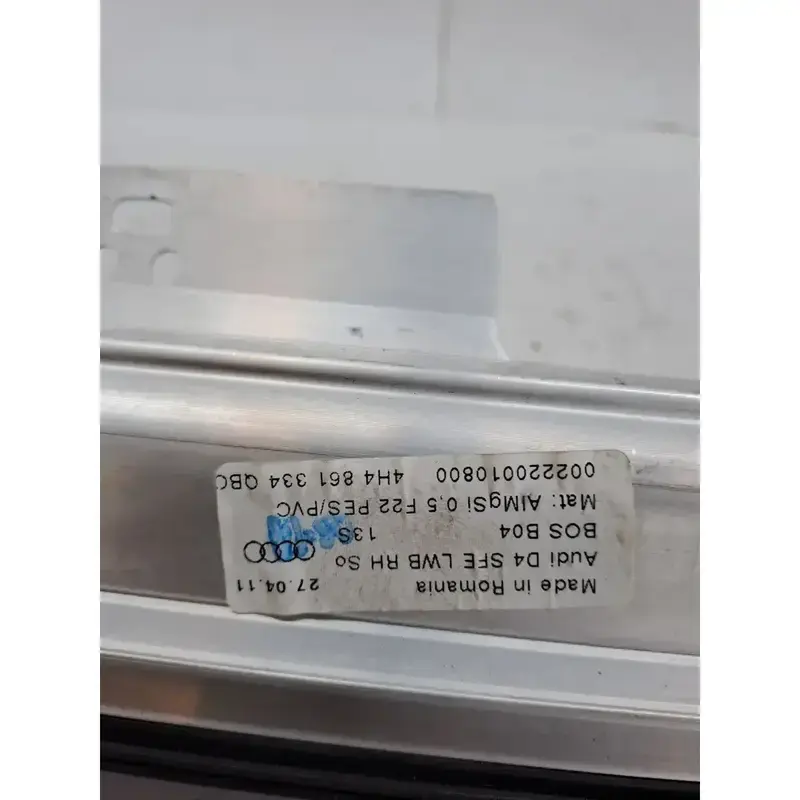 Made in Romania 27.04.11
Audi D4 SFE LWB RH So
BOS B04 13S
Mat: AlMgSi 0,5 F22 PES/PVC
002220010800 4H4 861 334 QBC